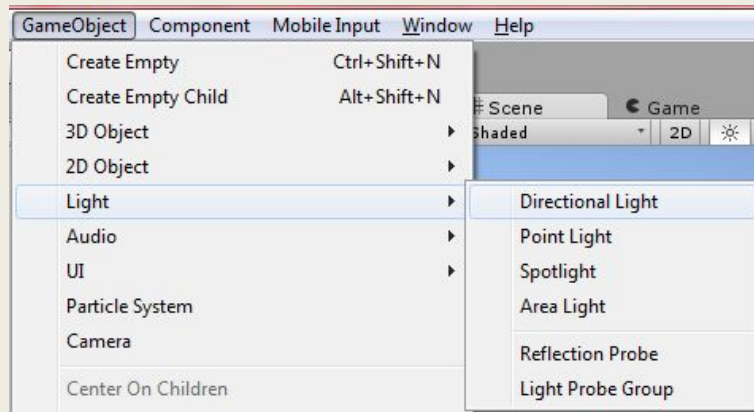 GameObject Component Mobile Input Window Help
Create Empty Ctrl+Shift+N
Create Empty Child Alt+Shift+N
# Scene Game
3D Object
Shaded 2D
2D Object
Light
Directional Light
Audio
Point Light
UI
Spotlight
Particle System
Area Light
Camera
Reflection Probe
Center On Children
Light Probe Group